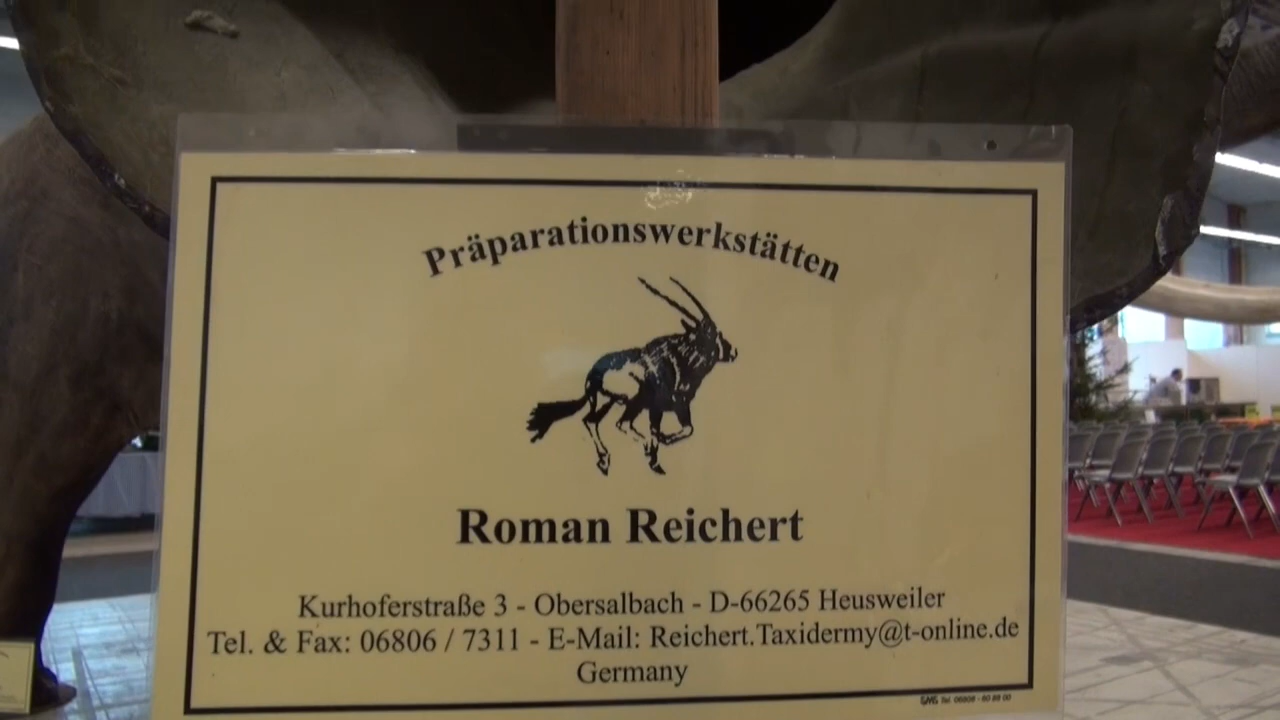 Präparationswerkstätten
Roman Reichert
Kurhoferstraße 3 - Obersalbach - D-66265 Heusweiler
Tel. & Fax: 06806 / 7311 - E-Mail: Reichert.Taxidermy@t-online.de
Germany